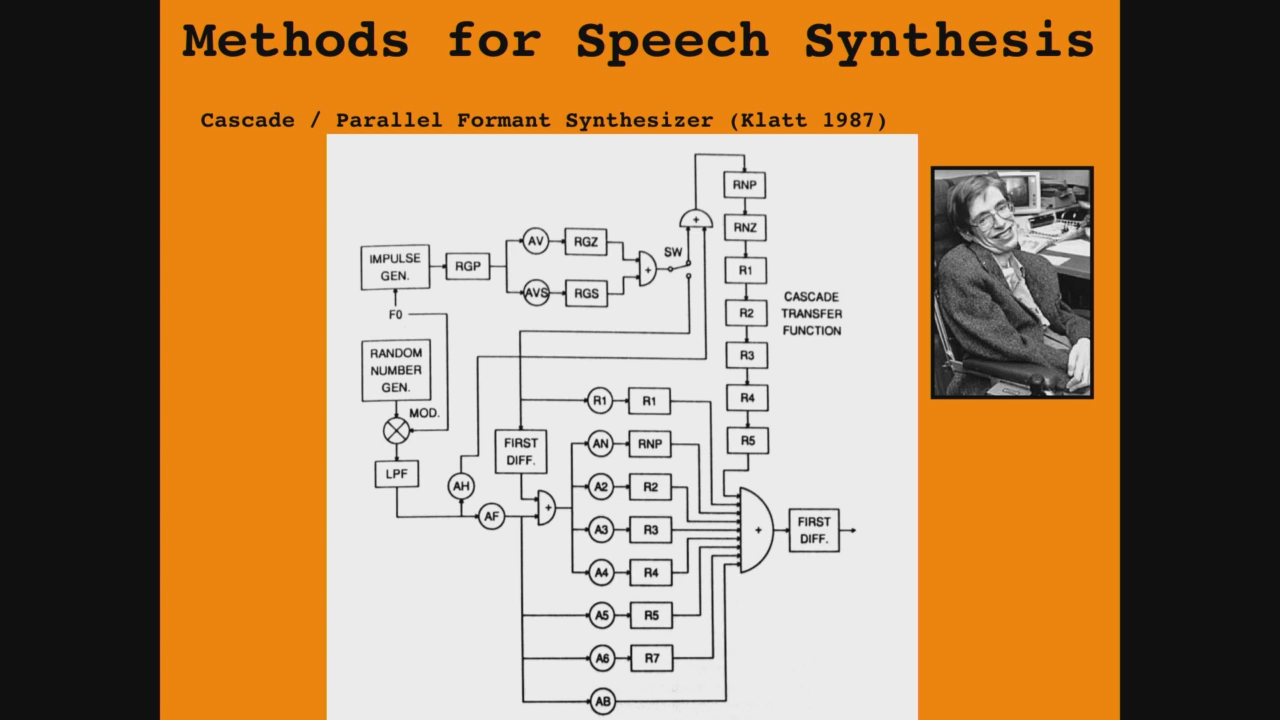 Methods for Speech Synthesis
Cascade / Parallel Formant Synthesizer (Klatt 1987)
RNP
RNZ
R1
R2
R3
R4
R5
CASCADE
TRANSFER
FUNCTION
SW
+
IMPULSE
GEN.
RGP
AV
RGZ
AVS
RGS
+
F0
RANDOM
NUMBER
GEN.
MOD.
LPF
AH
AF
FIRST
DIFF.
+
R1
R1
AN
RNP
A2
R2
A3
R3
A4
R4
A5
R5
A6
R7
AB
+
FIRST
DIFF.